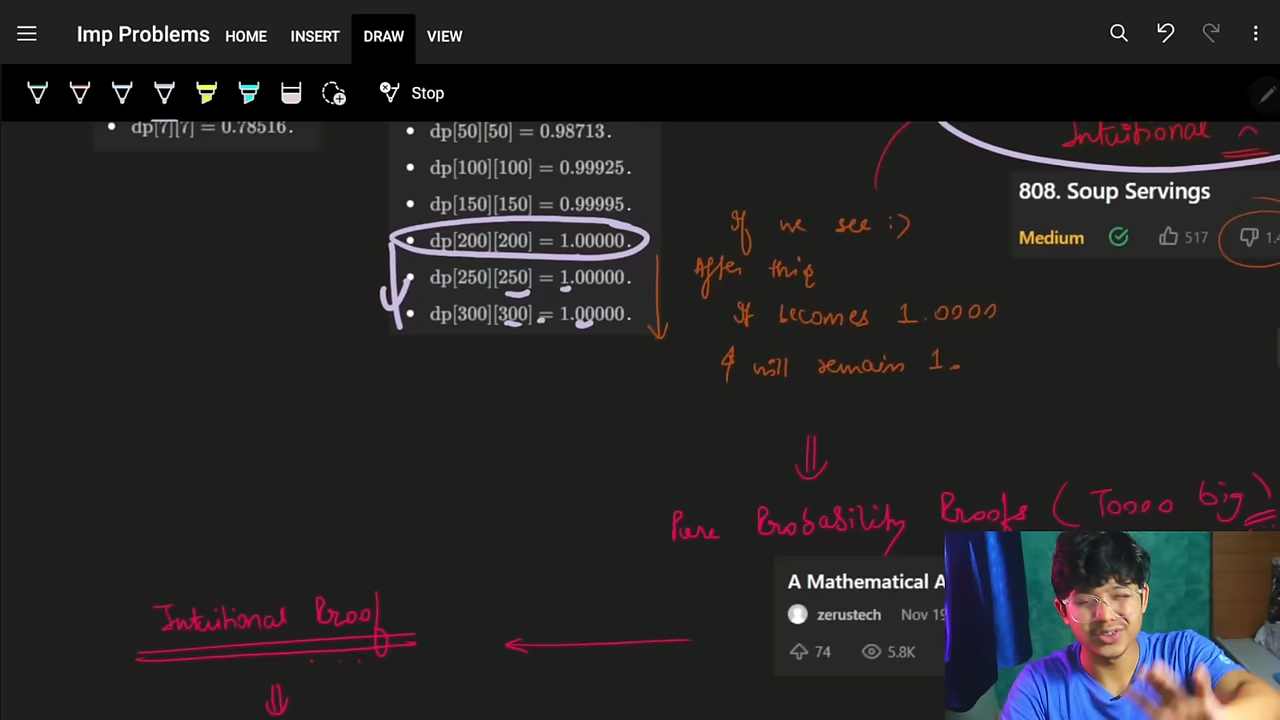 Imp Problems HOME INSERT DRAW VIEW
Stop
dp[7][7] = 0.78516.
dp[50][50] = 0.98713.
dp[100][100] = 0.99925.
dp[150][150] = 0.99995.
dp[200][200] = 1.00000.
dp[250][250] = 1.00000.
dp[300][300] = 1.00000.
Intuitional
808. Soup Servings
Medium 517 1.4
If we see :)
After this
If becomes 1.0000
will remain 1.
Pure Probability Proofs (Toooo big)
A Mathematical A
zerustech Nov 19
74 5.8K
Intuitional Proof